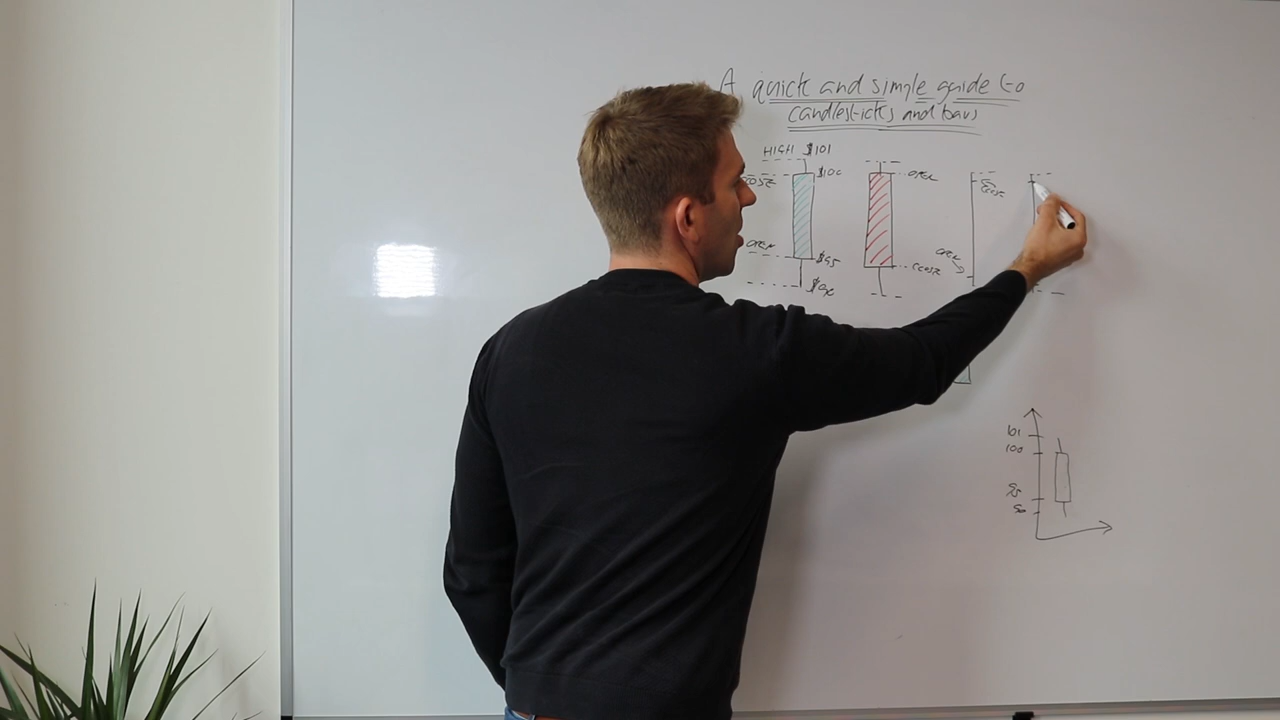 A quick and simple guide to
candlesticks and bars
HIGH $101
CLOSE $100
OPEN
CLOSE
OPEN $95
CLOSE
OPEN
$90
101
100
95
90